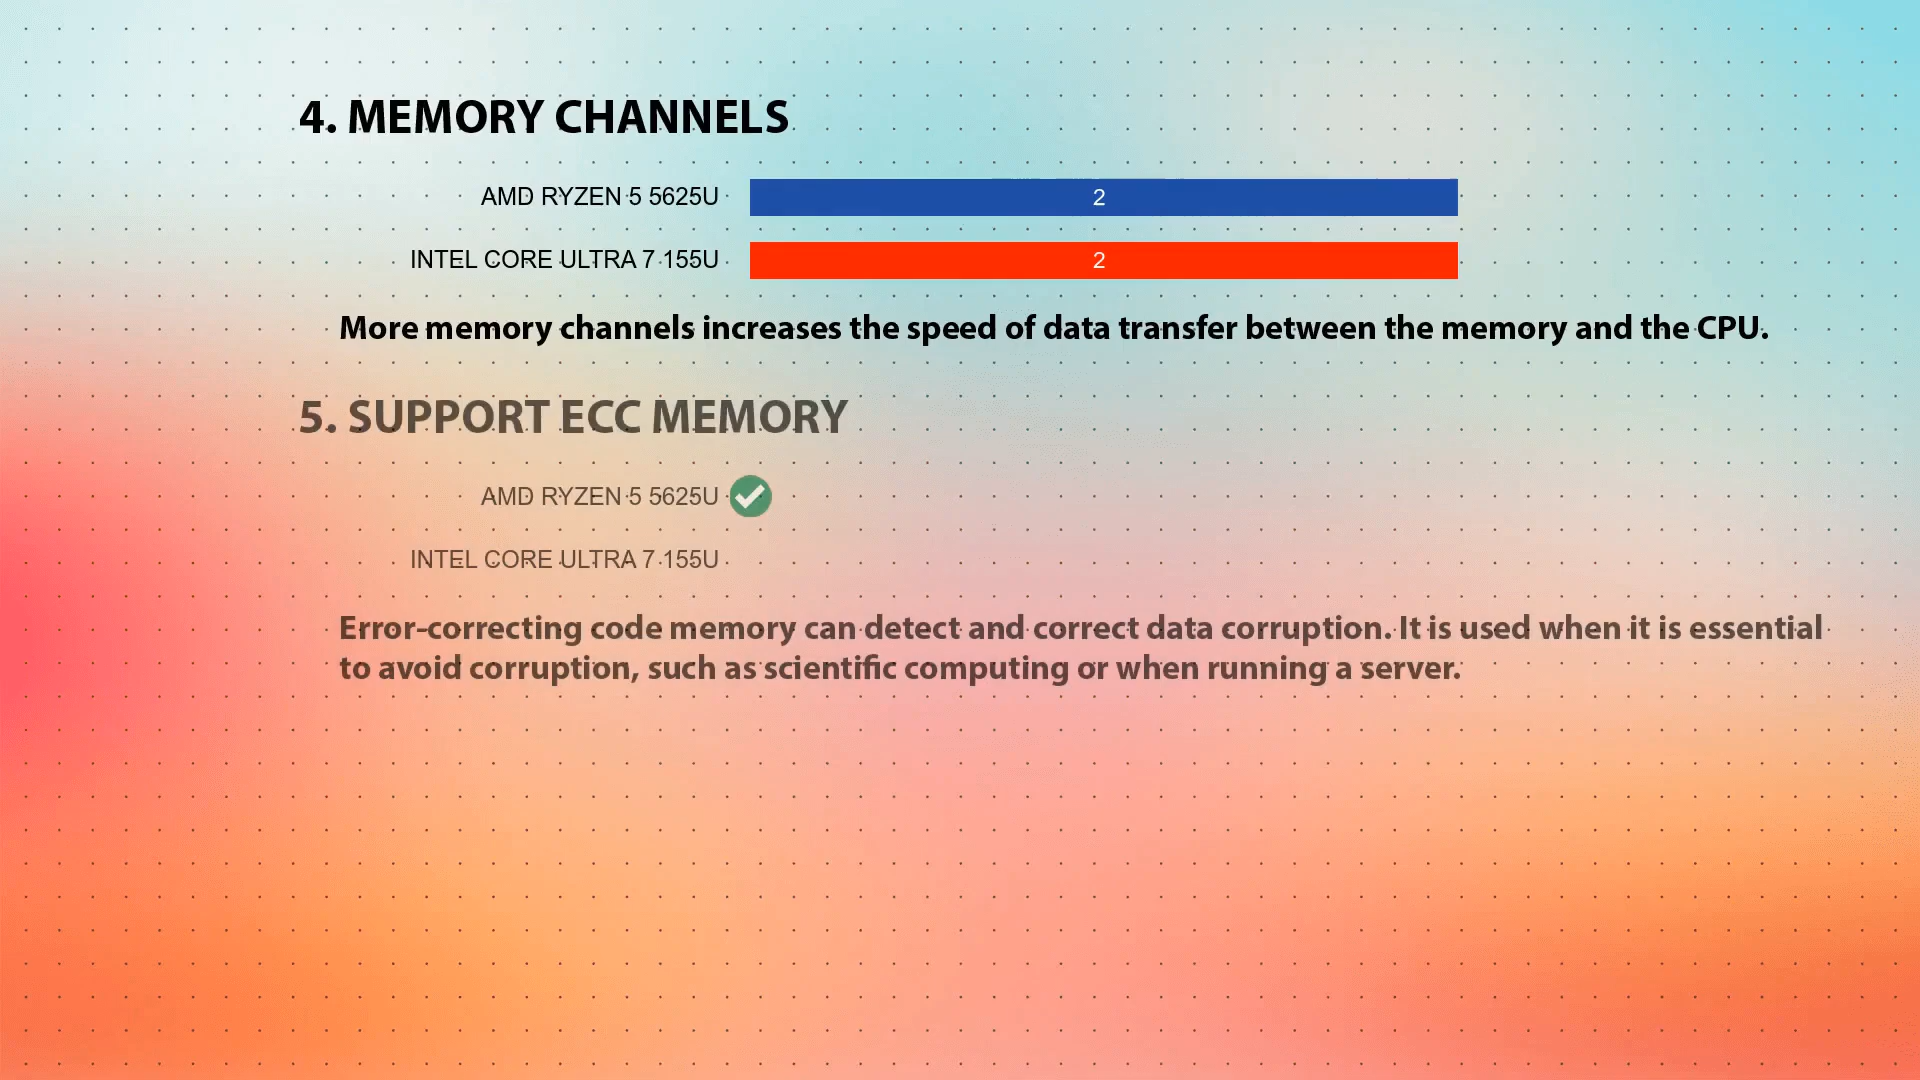 4. MEMORY CHANNELS
AMD RYZEN 5 5625U
2
INTEL CORE ULTRA 7 155U
2
More memory channels increases the speed of data transfer between the memory and the CPU.
5. SUPPORT ECC MEMORY
AMD RYZEN 5 5625U
INTEL CORE ULTRA 7 155U
Error-correcting code memory can detect and correct data corruption. It is used when it is essential
to avoid corruption, such as scientific computing or when running a server.